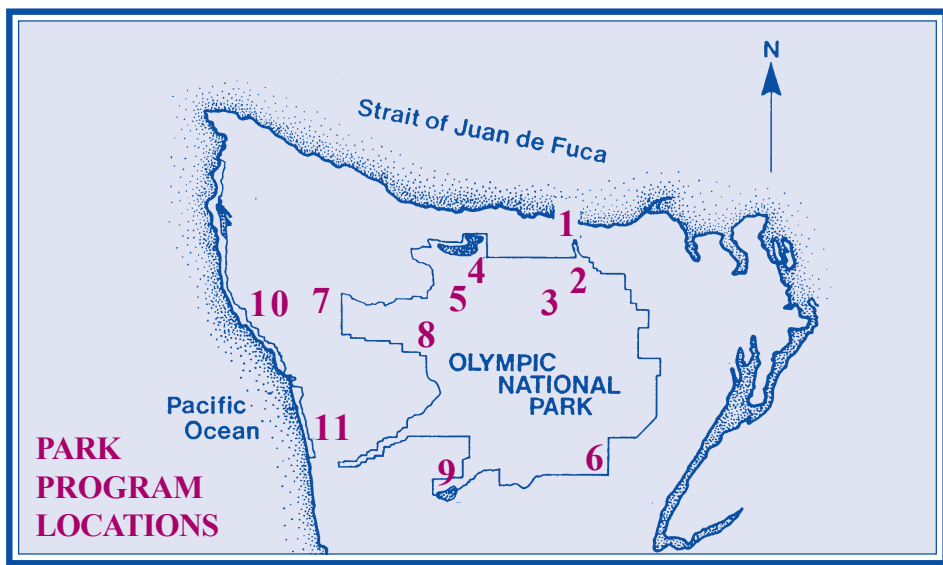 N
Strait of Juan de Fuca
1
2
3
4
5
10
7
8
OLYMPIC
NATIONAL
PARK
Pacific
Ocean
11
6
9
PARK
PROGRAM
LOCATIONS